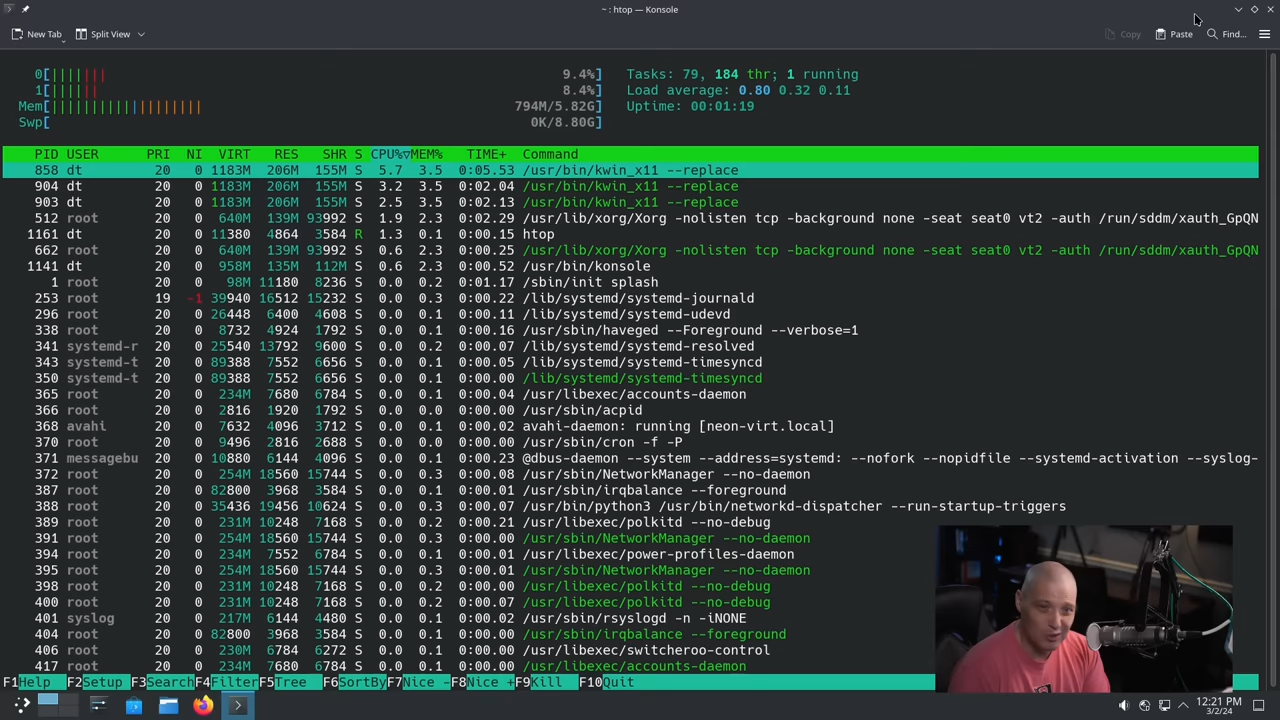 ~ : htop — Konsole
New Tab Split View Copy Paste Find...
0[|||||||| 9.4%] Tasks: 79, 184 thr; 1 running
1[||||||| 8.4%] Load average: 0.80 0.32 0.11
Mem[||||||||||||||||||| 794M/5.82G] Uptime: 00:01:19
Swp[ 0K/8.80G]
PID USER PRI NI VIRT RES SHR S CPU%▽MEM% TIME+ Command
858 dt 20 0 1183M 206M 155M S 5.7 3.5 0:05.53 /usr/bin/kwin_x11 --replace
904 dt 20 0 1183M 206M 155M S 3.2 3.5 0:02.04 /usr/bin/kwin_x11 --replace
903 dt 20 0 1183M 206M 155M S 2.5 3.5 0:02.13 /usr/bin/kwin_x11 --replace
512 root 20 0 640M 139M 93992 S 1.9 2.3 0:02.29 /usr/lib/xorg/Xorg -nolisten tcp -background none -seat seat0 vt2 -auth /run/sddm/xauth_GpQN
1161 dt 20 0 11380 4864 3584 R 1.3 0.1 0:00.15 htop
662 root 20 0 640M 139M 93992 S 0.6 2.3 0:00.25 /usr/lib/xorg/Xorg -nolisten tcp -background none -seat seat0 vt2 -auth /run/sddm/xauth_GpQN
1141 dt 20 0 958M 135M 112M S 0.6 2.3 0:00.52 /usr/bin/konsole
1 root 20 0 98M 11180 8236 S 0.0 0.2 0:01.17 /sbin/init splash
253 root 19 -1 39940 16512 15232 S 0.0 0.3 0:00.22 /lib/systemd/systemd-journald
296 root 20 0 26448 6400 4608 S 0.0 0.1 0:00.11 /lib/systemd/systemd-udevd
338 root 20 0 8732 4924 1792 S 0.0 0.1 0:00.16 /usr/sbin/haveged --Foreground --verbose=1
341 systemd-r 20 0 25540 13792 9600 S 0.0 0.2 0:00.07 /lib/systemd/systemd-resolved
343 systemd-t 20 0 89388 7552 6656 S 0.0 0.1 0:00.05 /lib/systemd/systemd-timesyncd
350 systemd-t 20 0 89388 7552 6656 S 0.0 0.1 0:00.00 /lib/systemd/systemd-timesyncd
365 root 20 0 234M 7680 6784 S 0.0 0.1 0:00.04 /usr/libexec/accounts-daemon
366 root 20 0 2816 1920 1792 S 0.0 0.0 0:00.00 /usr/sbin/acpid
368 avahi 20 0 7632 4096 3712 S 0.0 0.1 0:00.02 avahi-daemon: running [neon-virt.local]
370 root 20 0 9496 2816 2688 S 0.0 0.0 0:00.00 /usr/sbin/cron -f -P
371 messagebu 20 0 10880 6144 4096 S 0.0 0.1 0:00.23 @dbus-daemon --system --address=systemd: --nofork --nopidfile --systemd-activation --syslog-
372 root 20 0 254M 18560 15744 S 0.0 0.3 0:00.08 /usr/sbin/NetworkManager --no-daemon
387 root 20 0 82800 3968 3584 S 0.0 0.1 0:00.01 /usr/sbin/irqbalance --foreground
388 root 20 0 35436 19456 10624 S 0.0 0.3 0:00.07 /usr/bin/python3 /usr/bin/networkd-dispatcher --run-startup-triggers
389 root 20 0 231M 10248 7168 S 0.0 0.2 0:00.21 /usr/libexec/polkitd --no-debug
391 root 20 0 254M 18560 15744 S 0.0 0.3 0:00.00 /usr/sbin/NetworkManager --no-daemon
394 root 20 0 234M 7552 6784 S 0.0 0.1 0:00.01 /usr/libexec/power-profiles-daemon
395 root 20 0 254M 18560 15744 S 0.0 0.3 0:00.01 /usr/sbin/NetworkManager --no-daemon
398 root 20 0 231M 10248 7168 S 0.0 0.2 0:00.00 /usr/libexec/polkitd --no-debug
400 root 20 0 231M 10248 7168 S 0.0 0.2 0:00.07 /usr/libexec/polkitd --no-debug
401 syslog 20 0 217M 6144 4480 S 0.0 0.1 0:00.02 /usr/sbin/rsyslogd -n -iNONE
404 root 20 0 82800 3968 3584 S 0.0 0.1 0:00.00 /usr/sbin/irqbalance --foreground
406 root 20 0 230M 6784 6272 S 0.0 0.1 0:00.00 /usr/libexec/switcheroo-control
417 root 20 0 234M 7680 6784 S 0.0 0.1 0:00.00 /usr/libexec/accounts-daemon
F1Help F2Setup F3SearchF4FilterF5Tree F6SortByF7Nice -F8Nice +F9Kill F10Quit
12:21 PM
3/2/24